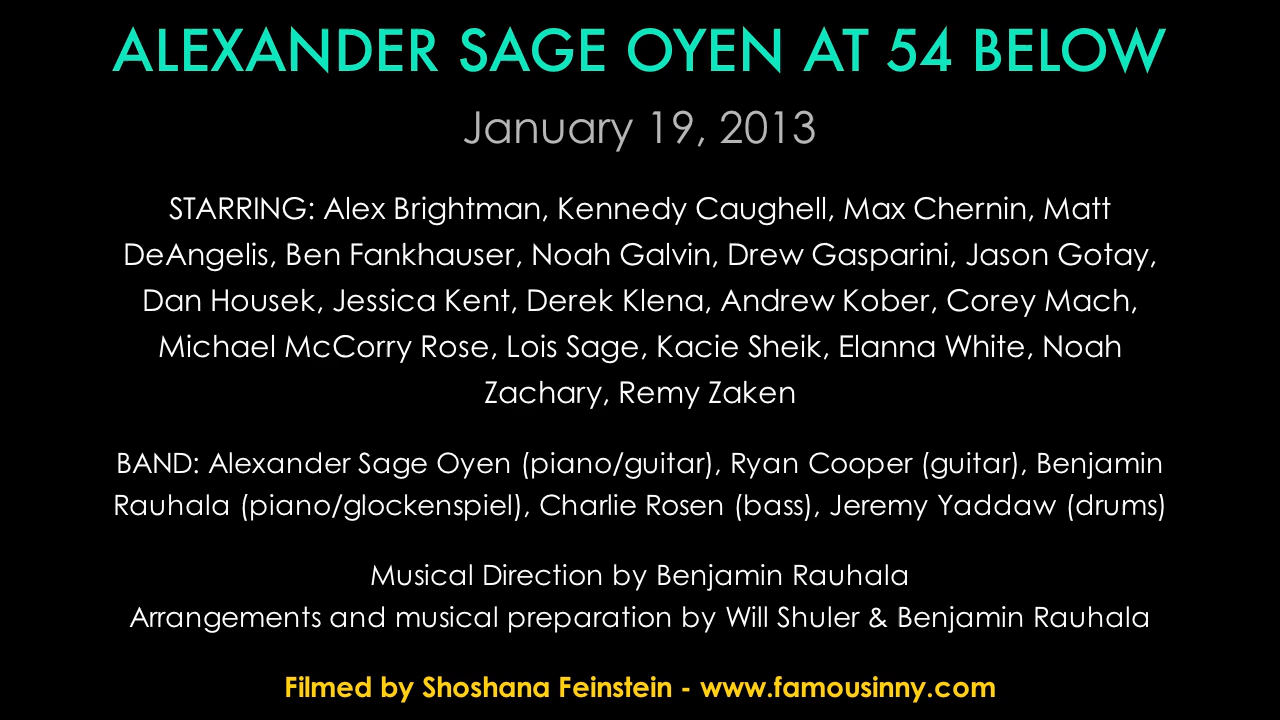 ALEXANDER SAGE OYEN AT 54 BELOW
January 19, 2013
STARRING: Alex Brightman, Kennedy Caughell, Max Chernin, Matt
DeAngelis, Ben Fankhauser, Noah Galvin, Drew Gasparini, Jason Gotay,
Dan Housek, Jessica Kent, Derek Klena, Andrew Kober, Corey Mach,
Michael McCorry Rose, Lois Sage, Kacie Sheik, Elanna White, Noah
Zachary, Remy Zaken
BAND: Alexander Sage Oyen (piano/guitar), Ryan Cooper (guitar), Benjamin
Rauhala (piano/glockenspiel), Charlie Rosen (bass), Jeremy Yaddaw (drums)
Musical Direction by Benjamin Rauhala
Arrangements and musical preparation by Will Shuler & Benjamin Rauhala
Filmed by Shoshana Feinstein - www.famousinny.com